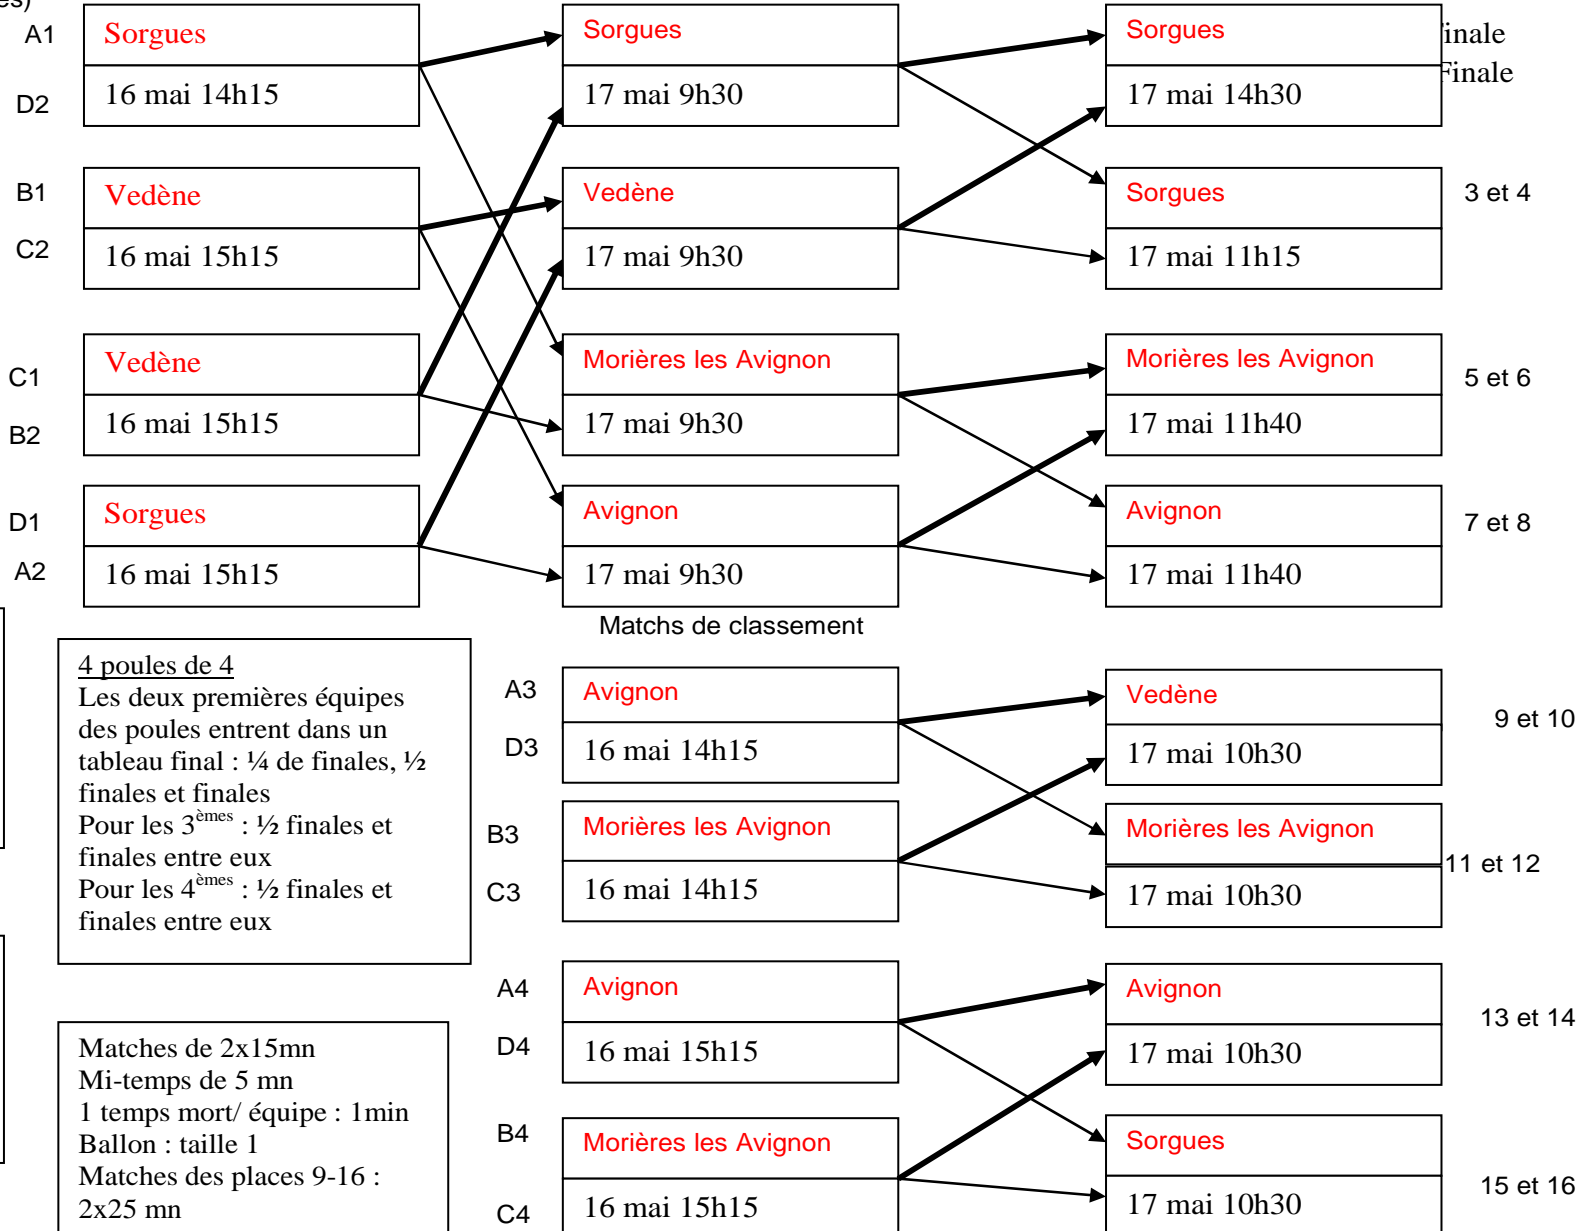 es)
A1
Sorgues
16 mai 14h15
D2
Sorgues
17 mai 9h30
Sorgues
17 mai 14h30
inale
Finale
B1
Vedène
16 mai 15h15
C2
Vedène
17 mai 9h30
Sorgues
17 mai 11h15
3 et 4
C1
Vedène
16 mai 15h15
B2
Morières les Avignon
17 mai 9h30
Morières les Avignon
17 mai 11h40
5 et 6
D1
Sorgues
16 mai 15h15
A2
Avignon
17 mai 9h30
Avignon
17 mai 11h40
7 et 8
Matchs de classement
4 poules de 4
Les deux premières équipes
des poules entrent dans un
tableau final : ¼ de finales, ½
finales et finales
Pour les 3èmes : ½ finales et
finales entre eux
Pour les 4èmes : ½ finales et
finales entre eux
A3
Avignon
D3
16 mai 14h15
Vedène
17 mai 10h30
9 et 10
B3
Morières les Avignon
C3
16 mai 14h15
Morières les Avignon
17 mai 10h30
11 et 12
A4
Avignon
D4
16 mai 15h15
Avignon
17 mai 10h30
13 et 14
Matches de 2x15mn
Mi-temps de 5 mn
1 temps mort/ équipe : 1min
Ballon : taille 1
Matches des places 9-16 :
2x25 mn
B4
Morières les Avignon
C4
16 mai 15h15
Sorgues
17 mai 10h30
15 et 16